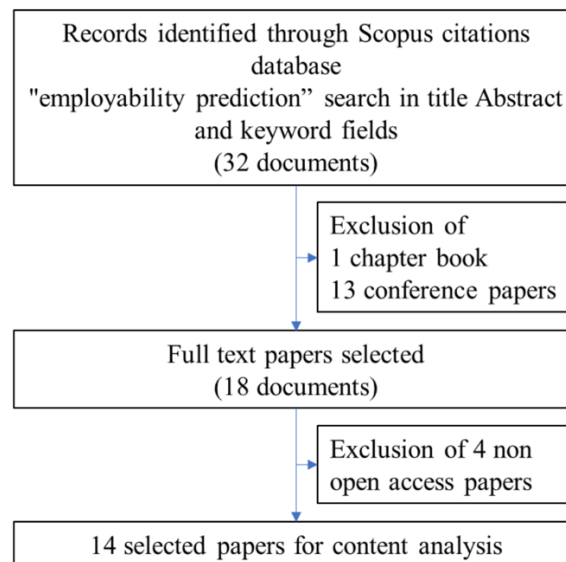 Records identified through Scopus citations
database
"employability prediction” search in title Abstract
and keyword fields
(32 documents)
Exclusion of
1 chapter book
13 conference papers
Full text papers selected
(18 documents)
Exclusion of 4 non
open access papers
14 selected papers for content analysis